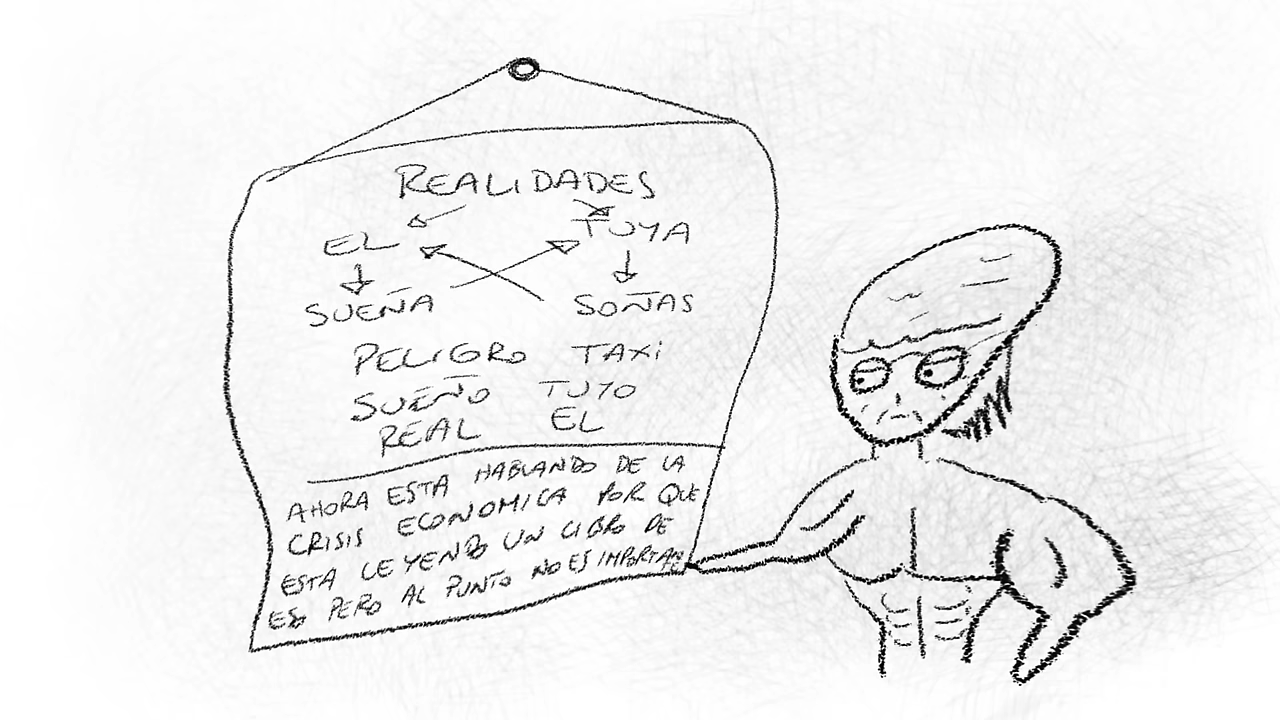 REALIDADES
EL TUYA
SUEÑA SOÑAS
PELIGRO TAXi
SUEÑO TUYO
REAL EL
AHORA ESTA HABLANDO DE LA
CRISIS ECONOMICA POR QUE
ESTA LEYENDO UN LIBRO DE
ESO PERO AL PUNTO NO ES IMPORTANTE